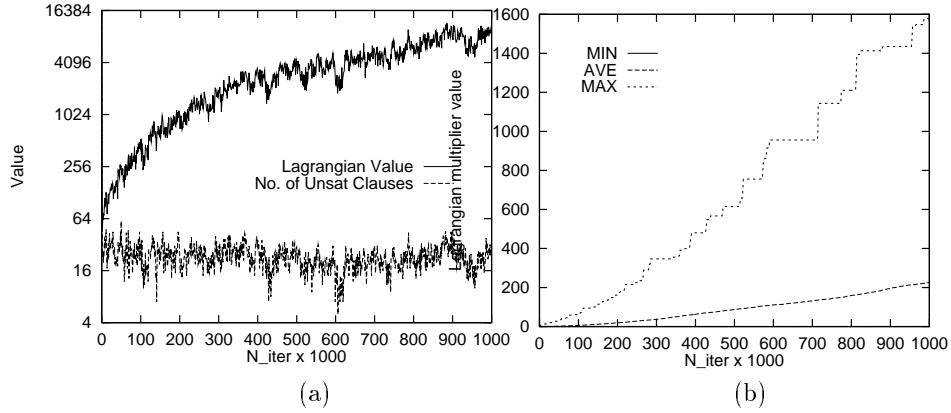 16384
4096
1024
256
64
16
4
Value
Lagrangian Value
No. of Unsat Clauses
0 100 200 300 400 500 600 700 800 900 1000
N_iter x 1000
(a)
Lagrangian multiplier value
1600
1400
1200
1000
800
600
400
200
0
MIN
AVE
MAX
0 100 200 300 400 500 600 700 800 900 1000
N_iter x 1000
(b)